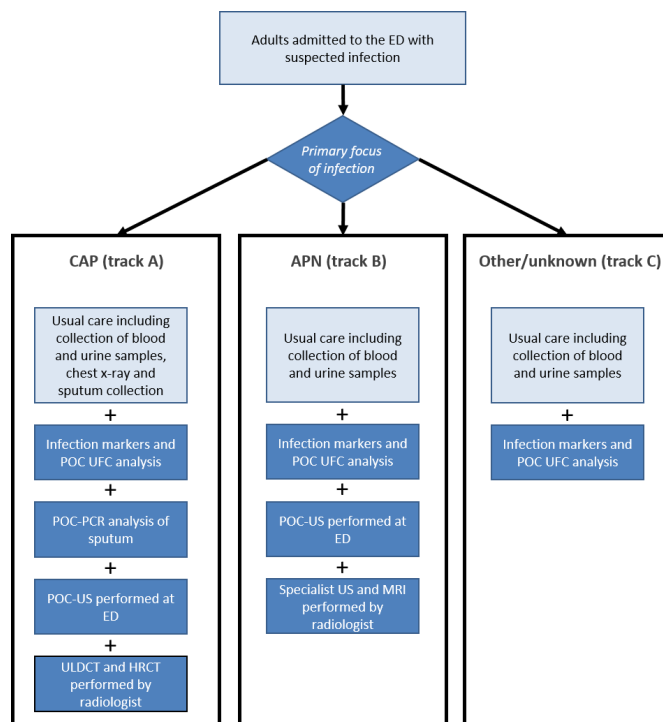 Adults admitted to the ED with
suspected infection
Primary focus
of infection
CAP (track A)
Usual care including
collection of blood
and urine samples,
chest x-ray and
sputum collection
+
Infection markers and
POC UFC analysis
+
POC-PCR analysis of
sputum
+
POC-US performed at
ED
+
ULDCT and HRCT
performed by
radiologist
APN (track B)
Usual care including
collection of blood
and urine samples
+
Infection markers and
POC UFC analysis
+
POC-US performed at
ED
+
Specialist US and MRI
performed by
radiologist
Other/unknown (track C)
Usual care including
collection of blood
and urine samples
+
Infection markers and
POC UFC analysis